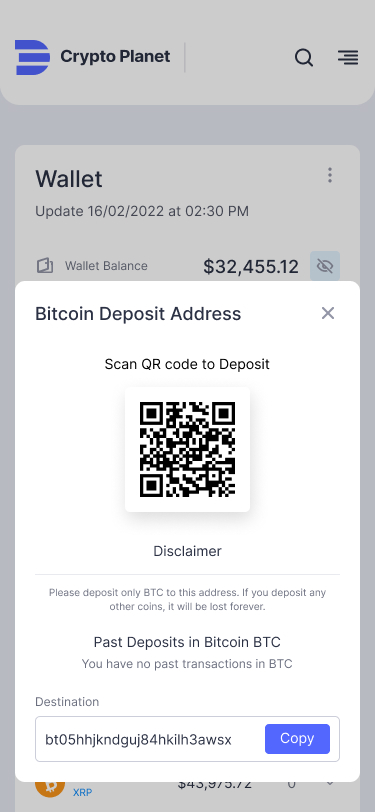 Crypto Planet
Wallet
Update 16/02/2022 at 02:30 PM
Wallet Balance $32,455.12
Bitcoin Deposit Address
Scan QR code to Deposit
Disclaimer
Please deposit only BTC to this address. If you deposit any
other coins, it will be lost forever.
Past Deposits in Bitcoin BTC
You have no past transactions in BTC
Destination
bt05hhjkndguj84hkilh3awsx Copy
XRP $43,975.72 0